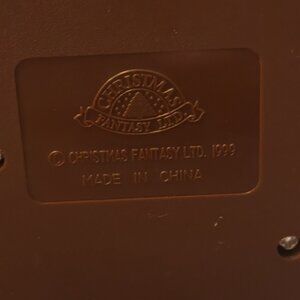 CHRISTMAS
FANTASY LTD.
© CHRISTMAS FANTASY LTD. 1999
MADE IN CHINA